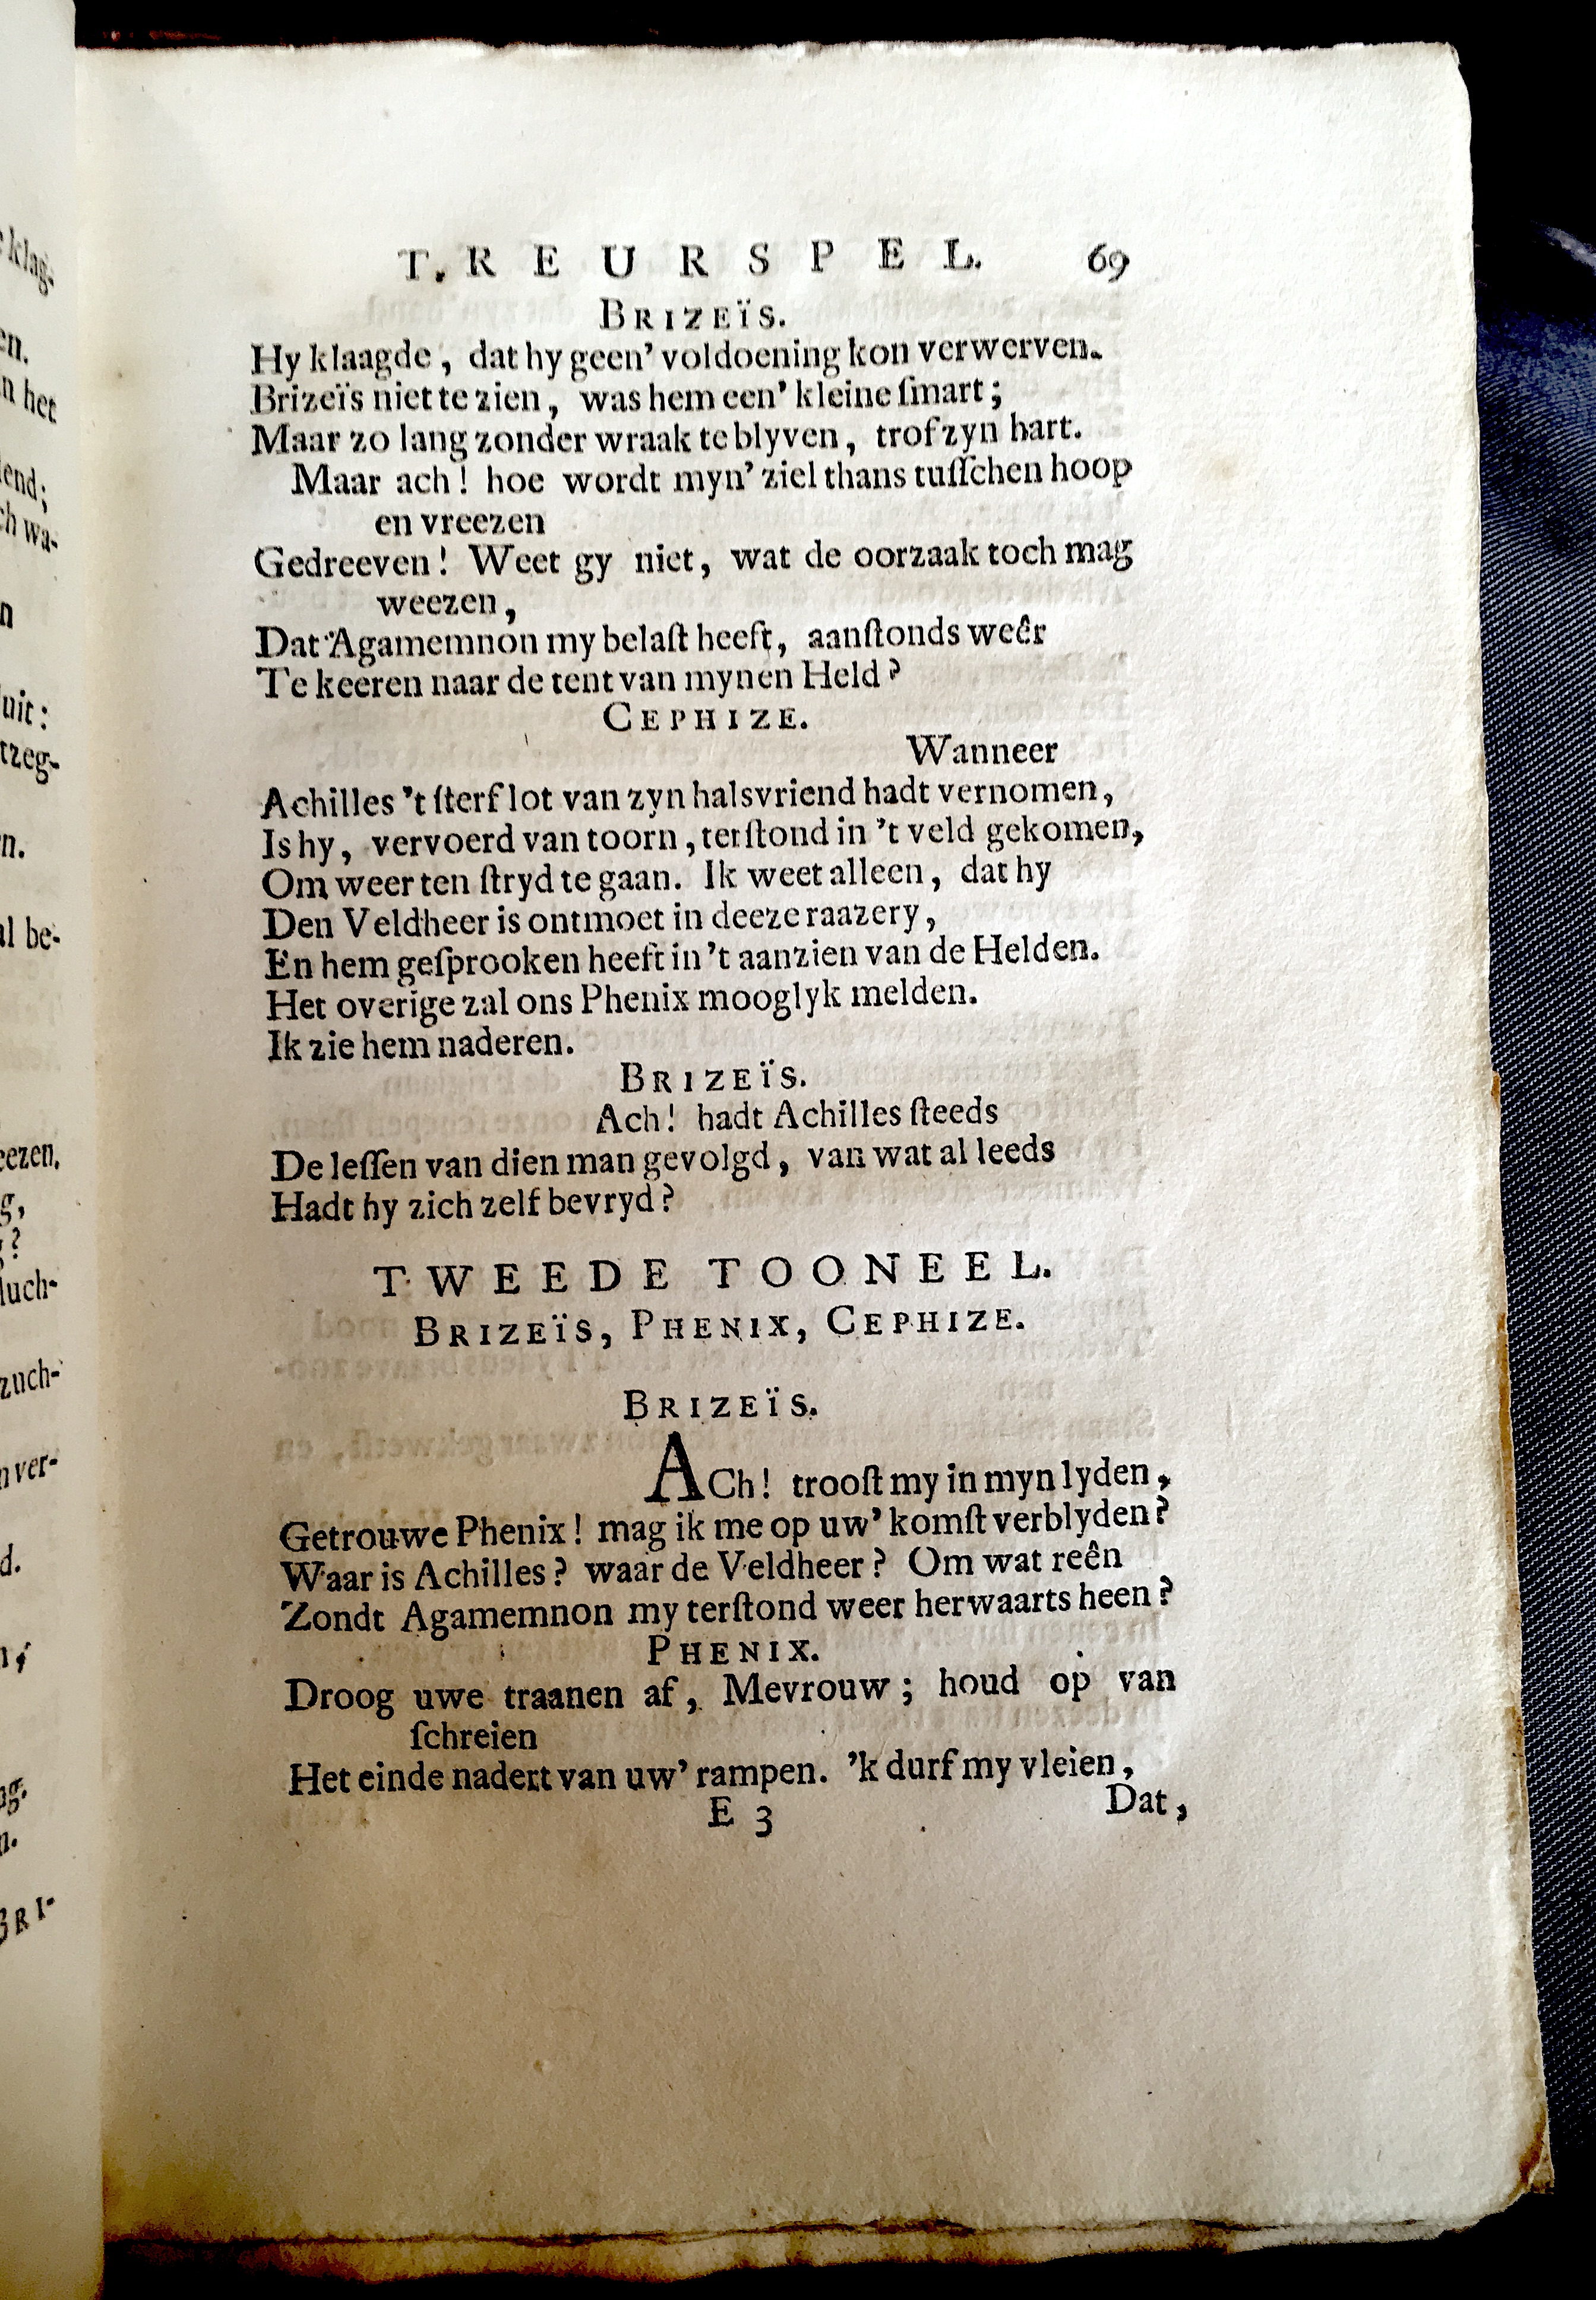 TREURSPEL. 69
BRIZEÏS.
Hy klaagde, dat hy geen' voldoening kon verwerven.
Brizeïs niet te zien, was hem een' kleine ſmart;
Maar zo lang zonder wraak te blyven, trof zyn hart.
Maar ach! hoe wordt myn' ziel thans tuſſchen hoop
en vreezen
Gedreeven! Weet gy niet, wat de oorzaak toch mag
weezen,
Dat Agamemnon my belaſt heeft, aanſtonds weêr
Te keeren naar de tent van mynen Held?
CEPHIZE.
Wanneer
Achilles 't ſterflot van zyn halsvriend hadt vernomen,
Is hy, vervoerd van toorn, terſtond in 't veld gekomen,
Om weer ten ſtryd te gaan. Ik weet alleen, dat hy
Den Veldheer is ontmoet in deeze raazery,
En hem geſprooken heeft in 't aanzien van de Helden.
Het overige zal ons Phenix mooglyk melden.
Ik zie hem naderen.
BRIZEÏS.
Ach! hadt Achilles ſteeds
De leſſen van dien man gevolgd, van wat al leeds
Hadt hy zich zelf bevryd?
TWEEDE TOONEEL.
BRIZEÏS, PHENIX, CEPHIZE.
BRIZEÏS.
ACh! trooſt my in myn lyden,
Getrouwe Phenix! mag ik me op uw' komſt verblyden?
Waar is Achilles? waar de Veldheer? Om wat reên
Zondt Agamemnon my terſtond weer herwaarts heen?
PHENIX.
Droog uwe traanen af, Mevrouw; houd op van
ſchreien
Het einde nadert van uw' rampen. 'k durf my vleien,
E 3 Dat,